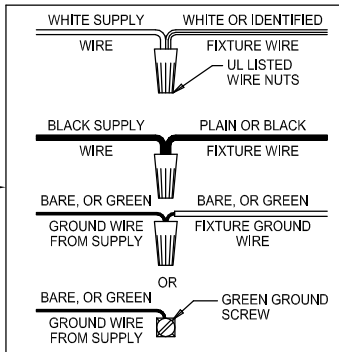 WHITE SUPPLY WHITE OR IDENTIFIED
WIRE FIXTURE WIRE
UL LISTED
WIRE NUTS
BLACK SUPPLY PLAIN OR BLACK
WIRE FIXTURE WIRE
BARE, OR GREEN BARE, OR GREEN
GROUND WIRE FIXTURE GROUND
FROM SUPPLY WIRE
OR
BARE, OR GREEN GREEN GROUND
SCREW
GROUND WIRE
FROM SUPPLY